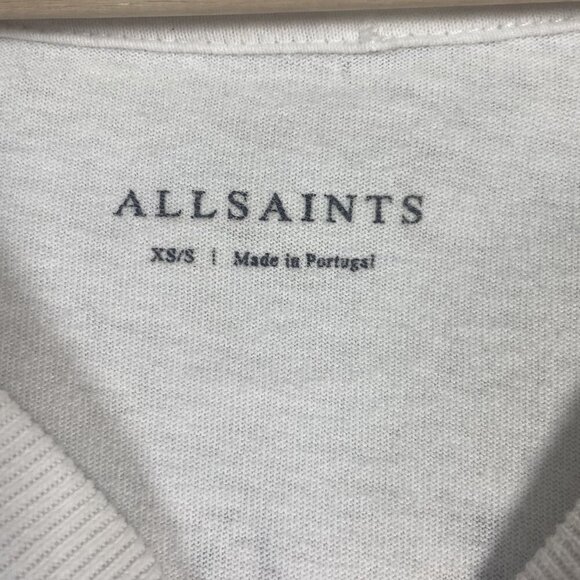 ALLSAINTS
XS/S | Made in Portugal